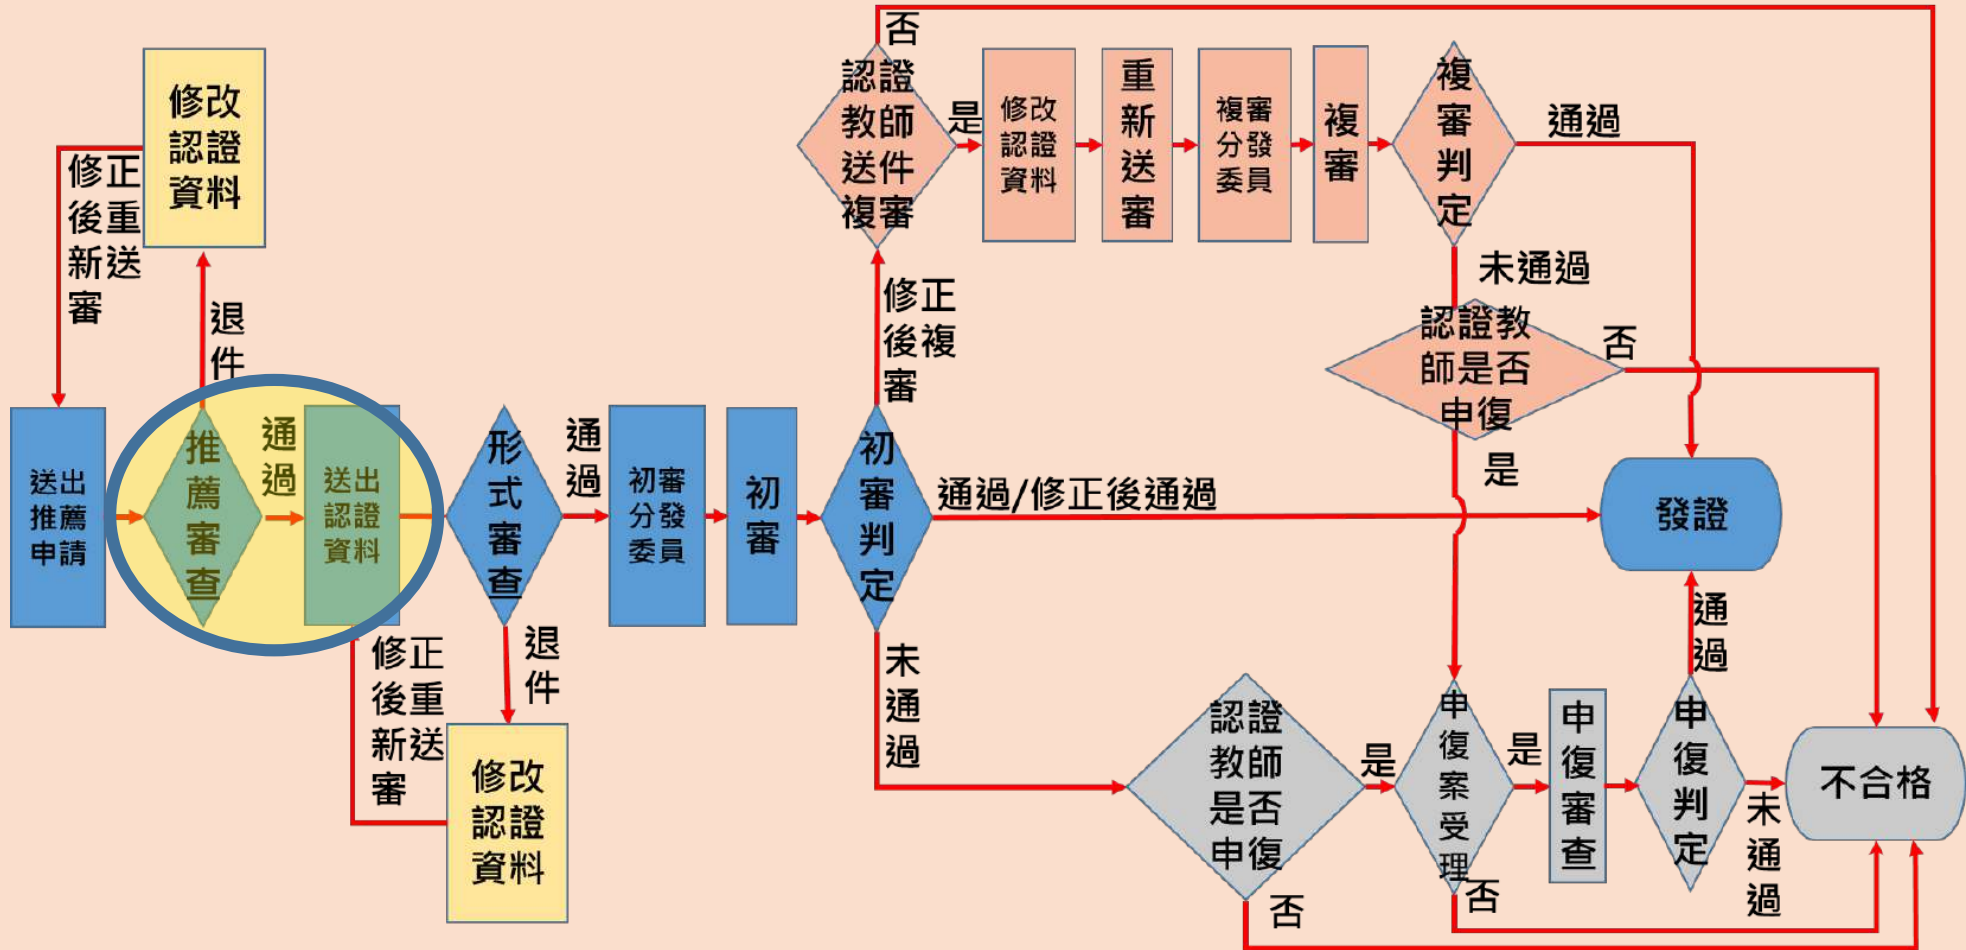 修改
認證
資料
修正
後重
新送
審
退
件
送出
推薦
申請
推
薦
審
查
通
過
送出
認證
資料
修正
後重
新送
審
形
式
審
查
退
件
修改
認證
資料
通
過
初審
分發
委員
初
審
初
審
判
定
修正
後複
審
否
認證
教師
送件
複審
是
修改
認證
資料
重
新
送
審
複審
分發
委員
複
審
複
審
判
定
通過
未通過
認證教
師是否
申復
否
是
通過/修正後通過
發證
未
通
過
認證
教師
是否
申復
是
否
申
復
案
受
理
是
否
申
復
審
查
申
復
判
定
通
過
未
通
過
不合格